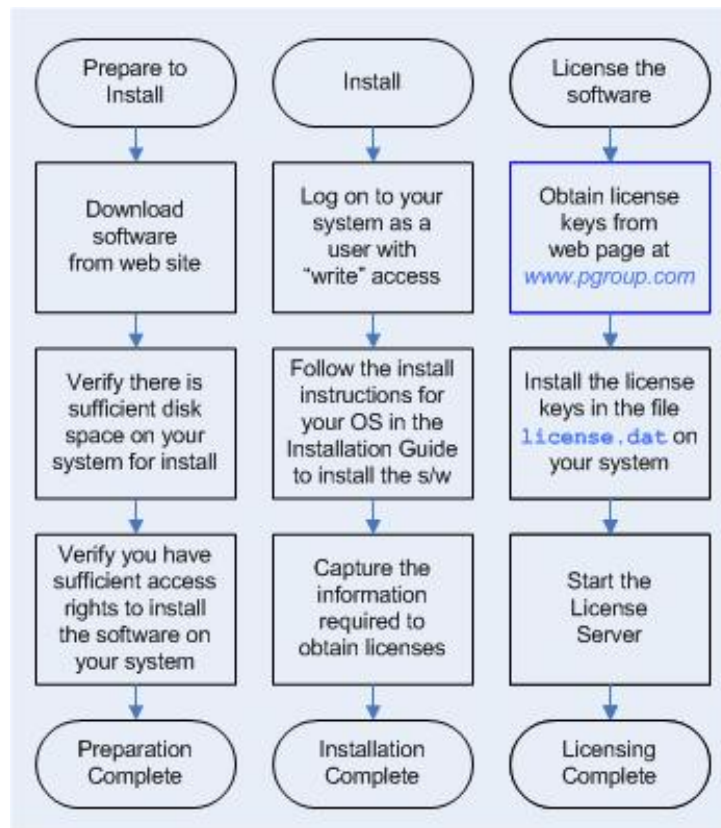 Prepare to
Install
Download
software
from web site
Verify there is
sufficient disk
space on your
system for install
Verify you have
sufficient access
rights to install
the software on
your system
Preparation
Complete
Install
Log on to your
system as a
user with
“write” access
Follow the install
instructions for
your OS in the
Installation Guide
to install the s/w
Capture the
information
required to
obtain licenses
Installation
Complete
License the
software
Obtain license
keys from
web page at
www.pgroup.com
Install the license
keys in the file
license.dat on
your system
Start the
License
Server
Licensing
Complete